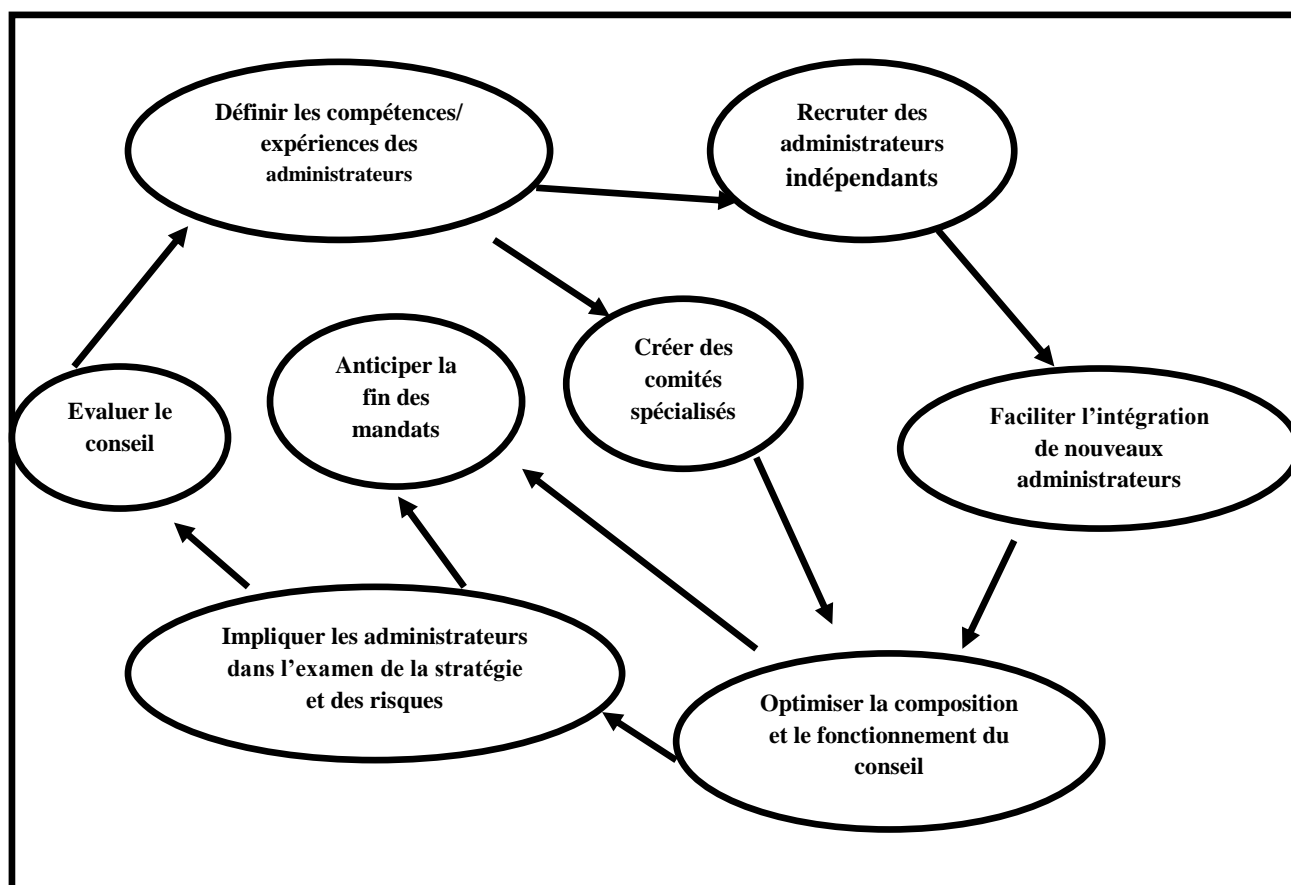 Définir les compétences/
expériences des
administrateurs
Recruter des
administrateurs
indépendants
Créer des
comités
spécialisés
Anticiper la
fin des
mandats
Evaluer le
conseil
Faciliter l’intégration
de nouveaux
administrateurs
Impliquer les administrateurs
dans l’examen de la stratégie
et des risques
Optimiser la composition
et le fonctionnement du
conseil